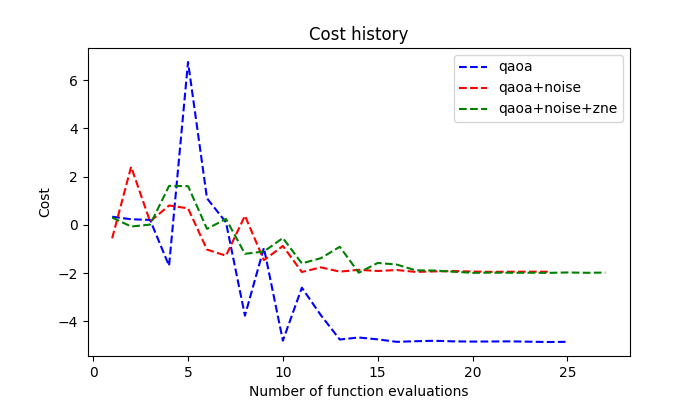 Cost history
qaoa
qaoa+noise
qaoa+noise+zne
Cost
6
4
2
0
−2
−4
0
5
10
15
20
25
Number of function evaluations